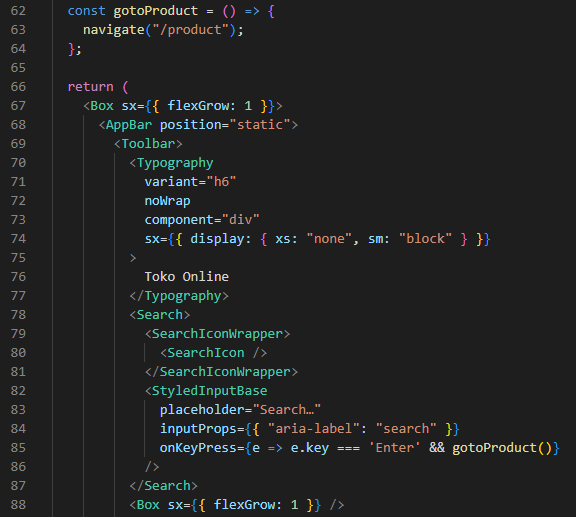 62 const gotoProduct = () => {
63 navigate("/product");
64 };
65
66 return (
67 <Box sx={{ flexGrow: 1 }}>
68 <AppBar position="static">
69 <Toolbar>
70 <Typography
71 variant="h6"
72 noWrap
73 component="div"
74 sx={{ display: { xs: "none", sm: "block" } }}
75 >
76 Toko Online
77 </Typography>
78 <Search>
79 <SearchIconWrapper>
80 <SearchIcon />
81 </SearchIconWrapper>
82 <StyledInputBase
83 placeholder="Search…"
84 inputProps={{ "aria-label": "search" }}
85 onKeyPress={e => e.key === 'Enter' && gotoProduct()}
86 />
87 </Search>
88 <Box sx={{ flexGrow: 1 }} />